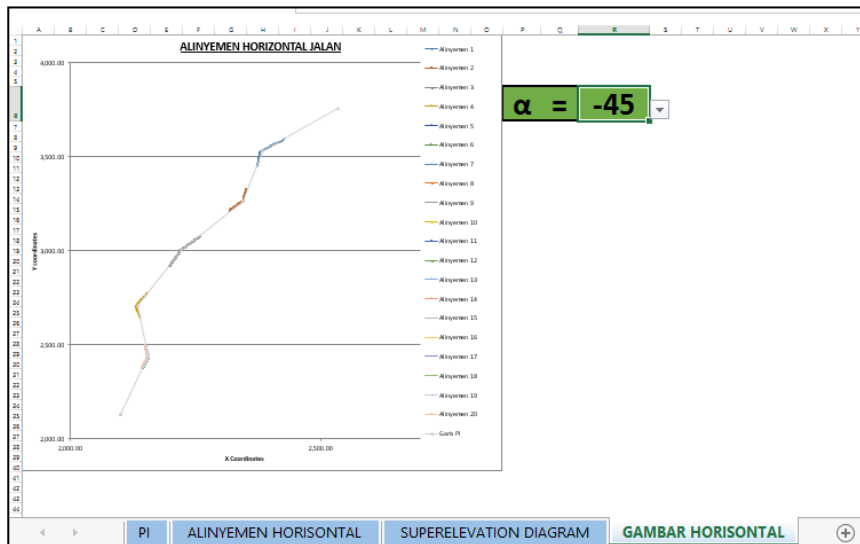 A B C D E F G H I J K L M N O P Q R S T U V W X Y
ALINYEMEN HORIZONTAL JALAN
4,000.00
3,500.00
3,000.00
2,500.00
2,000.00
Y coordinates
2,000.00 2,500.00
X Coordinates
Alinyemen 1
Alinyemen 2
Alinyemen 3
Alinyemen 4
Alinyemen 5
Alinyemen 6
Alinyemen 7
Alinyemen 8
Alinyemen 9
Alinyemen 10
Alinyemen 11
Alinyemen 12
Alinyemen 13
Alinyemen 14
Alinyemen 15
Alinyemen 16
Alinyemen 17
Alinyemen 18
Alinyemen 19
Alinyemen 20
Garis PI
α = -45
PI ALINYEMEN HORISONTAL SUPERELEVATION DIAGRAM GAMBAR HORISONTAL